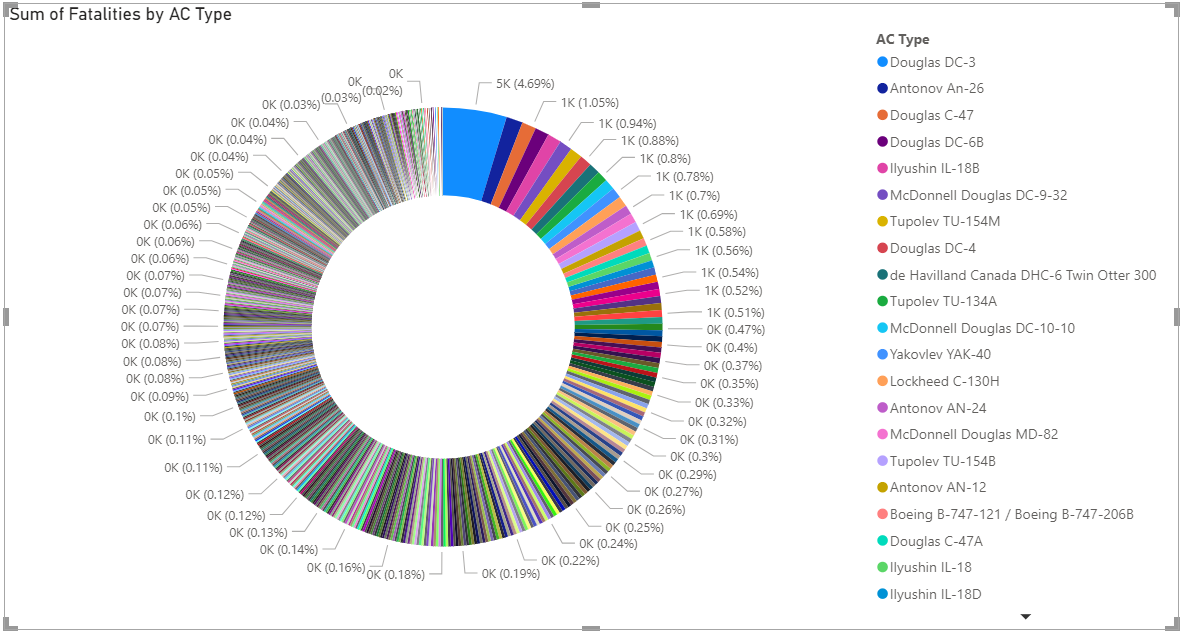 Sum of Fatalities by AC Type
5K (4.69%)
1K (1.05%)
1K (0.94%)
1K (0.88%)
1K (0.8%)
1K (0.78%)
1K (0.7%)
1K (0.69%)
1K (0.58%)
1K (0.56%)
1K (0.54%)
1K (0.52%)
1K (0.51%)
0K (0.47%)
0K (0.4%)
0K (0.37%)
0K (0.35%)
0K (0.33%)
0K (0.32%)
0K (0.31%)
0K (0.3%)
0K (0.29%)
0K (0.27%)
0K (0.26%)
0K (0.25%)
0K (0.24%)
0K (0.22%)
0K (0.19%)
0K (0.18%)
0K (0.16%)
0K (0.14%)
0K (0.13%)
0K (0.12%)
0K (0.12%)
0K (0.11%)
0K (0.11%)
0K (0.1%)
0K (0.09%)
0K (0.08%)
0K (0.08%)
0K (0.08%)
0K (0.07%)
0K (0.07%)
0K (0.07%)
0K (0.07%)
0K (0.06%)
0K (0.06%)
0K (0.06%)
0K (0.05%)
0K (0.05%)
0K (0.05%)
0K (0.04%)
0K (0.04%)
0K (0.04%)
0K (0.03%)
0K
(0.03%)
0K
(0.02%)
AC Type
Douglas DC-3
Antonov An-26
Douglas C-47
Douglas DC-6B
Ilyushin IL-18B
McDonnell Douglas DC-9-32
Tupolev TU-154M
Douglas DC-4
de Havilland Canada DHC-6 Twin Otter 300
Tupolev TU-134A
McDonnell Douglas DC-10-10
Yakovlev YAK-40
Lockheed C-130H
Antonov AN-24
McDonnell Douglas MD-82
Tupolev TU-154B
Antonov AN-12
Boeing B-747-121 / Boeing B-747-206B
Douglas C-47A
Ilyushin IL-18
Ilyushin IL-18D